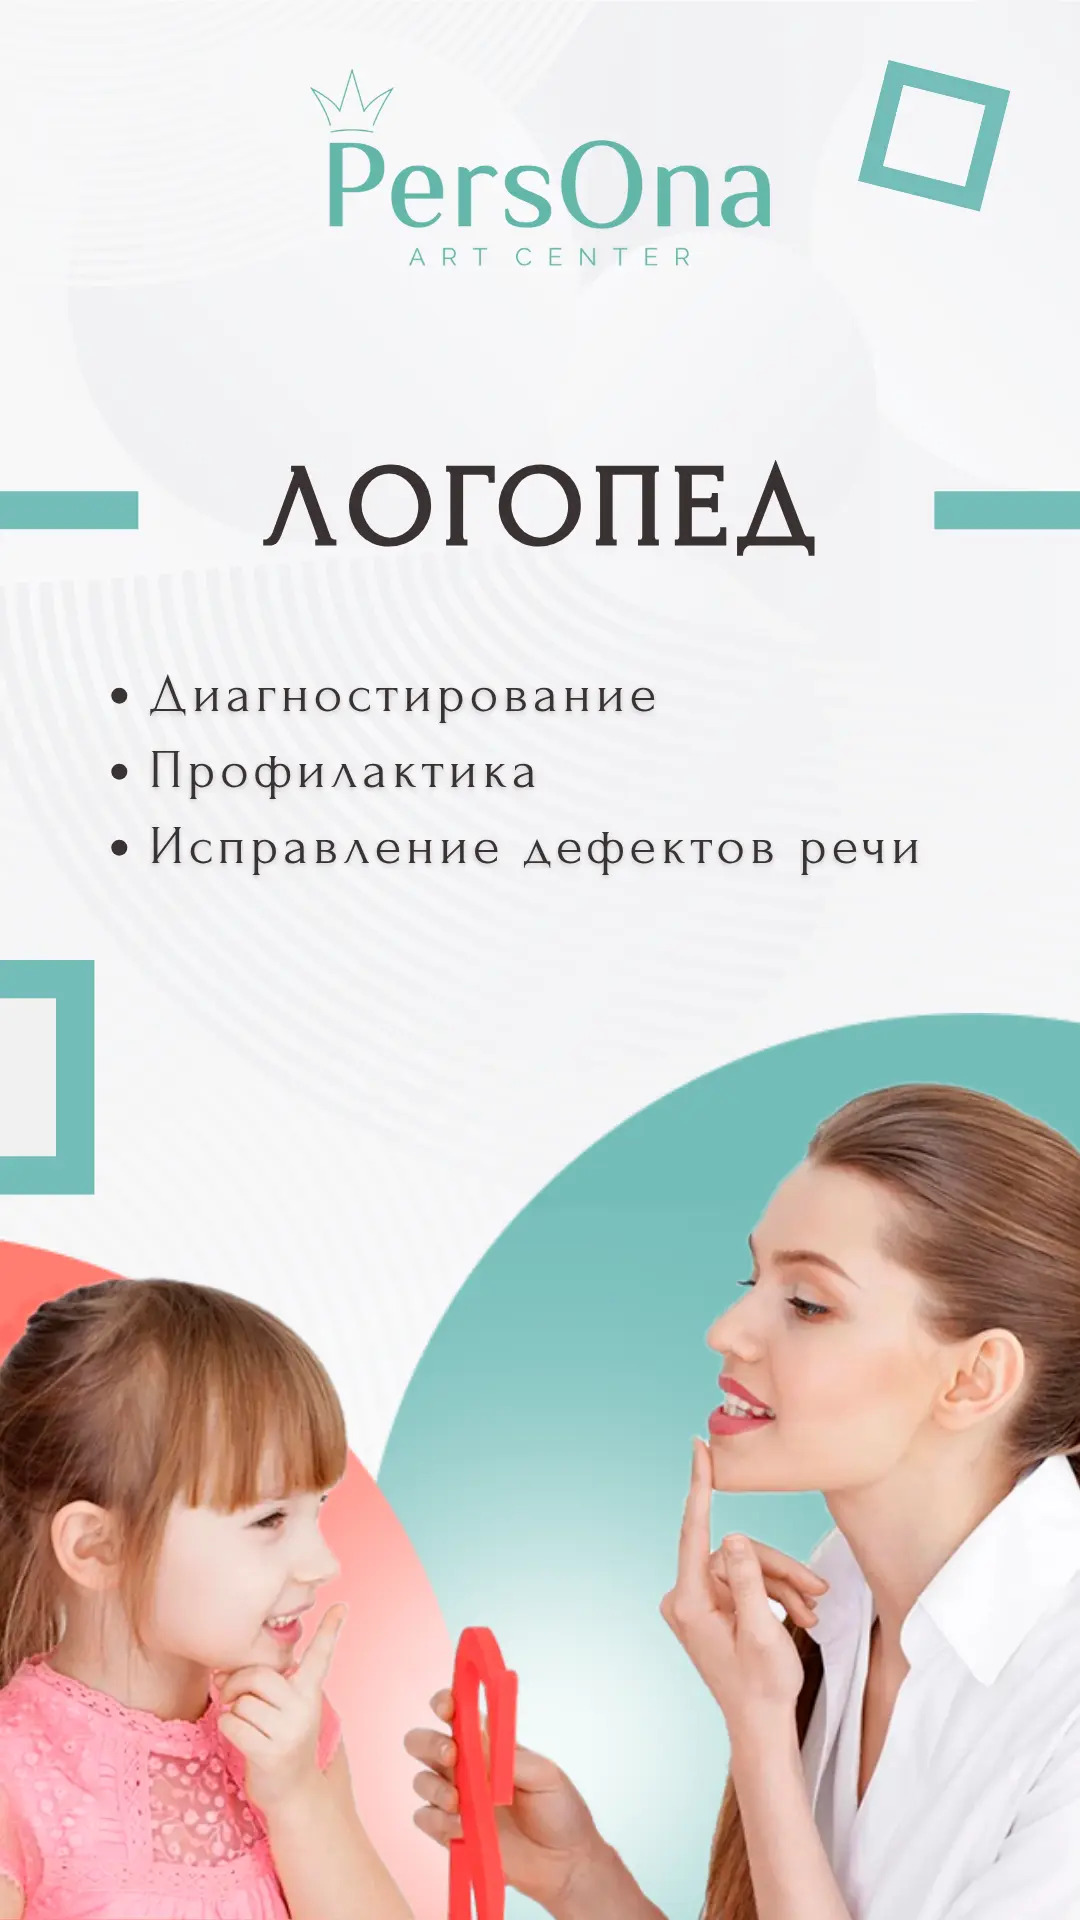 PersOna
ART CENTER
ЛОГОПЕД
• Диагностирование
• Профилактика
• Исправление дефектов речи